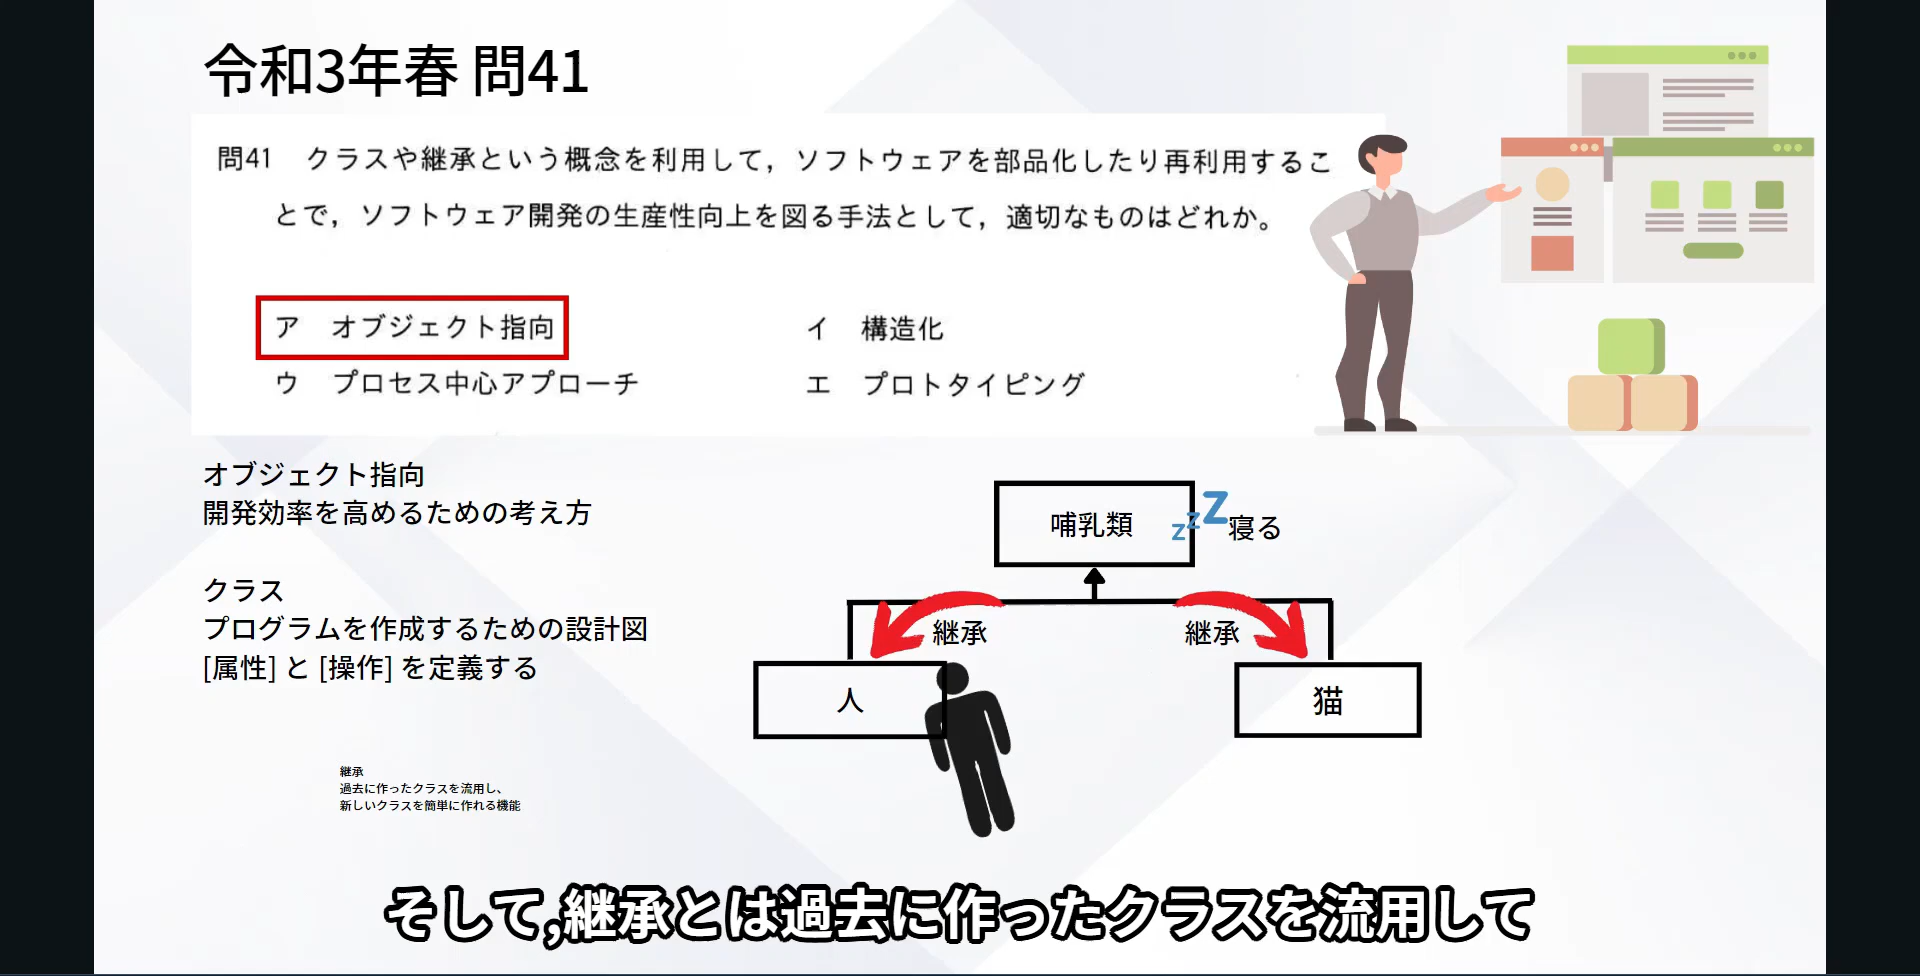 令和3年春 問41
問41　クラスや継承という概念を利用して，ソフトウェアを部品化したり再利用するこ
とで，ソフトウェア開発の生産性向上を図る手法として，適切なものはどれか。
ア　オブジェクト指向
イ　構造化
ウ　プロセス中心アプローチ
エ　プロトタイピング
オブジェクト指向
開発効率を高めるための考え方
クラス
プログラムを作成するための設計図
[属性] と [操作] を定義する
継承
過去に作ったクラスを流用し、
新しいクラスを簡単に作れる機能
哺乳類
zzZ
寝る
継承
継承
人
猫
そして,継承とは過去に作ったクラスを流用して